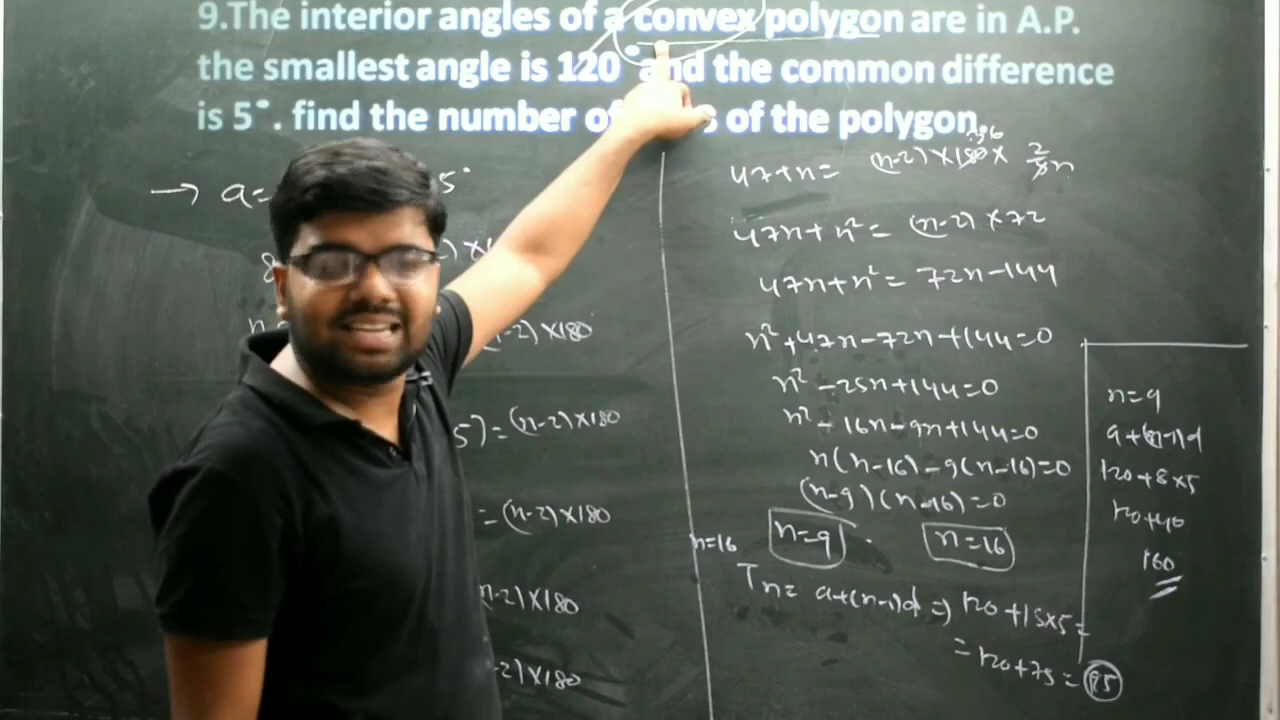 9.The interior angles of a convex polygon are in A.P.
the smallest angle is 120° and the common difference
is 5°. find the number of of the polygon.
→ a= 5°
n-2)×180
5) = (n-2)×180
= (n-2)×180
n-2)×180
-2)×180
47+n= (n-2)×180× 2/5n
47n+n²= (n-2)×72
47n+n²= 72n-144
n²+47n-72n+144=0
n²-25n+144=0
n²-16n-9n+144=0
n(n-16)-9(n-16)=0
(n-9)(n-16)=0
n=16 n=9 . n=16
Tn= a+(n-1)d ⇒ 120+15×5=
= 120+75=
n=9
a+(n-1)d
120+8×5
120+40
160